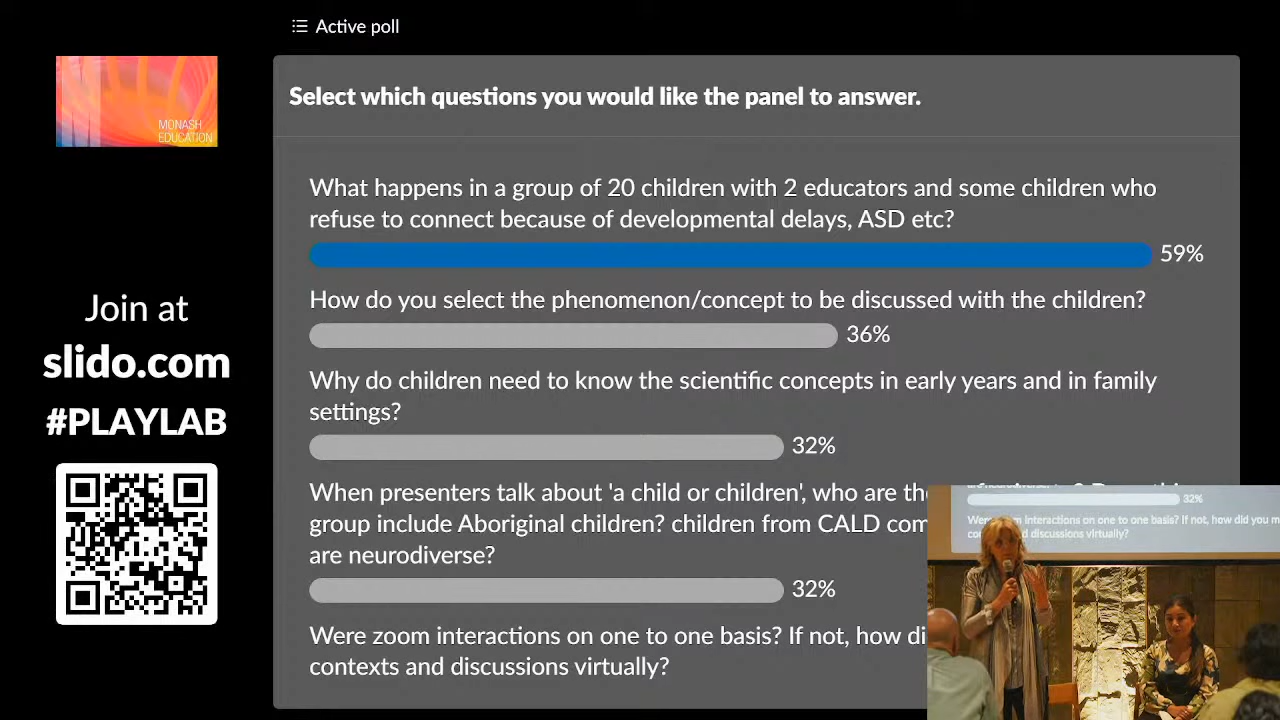 Active poll
MONASH
EDUCATION
Select which questions you would like the panel to answer.
What happens in a group of 20 children with 2 educators and some children who
refuse to connect because of developmental delays, ASD etc?
59%
How do you select the phenomenon/concept to be discussed with the children?
36%
Why do children need to know the scientific concepts in early years and in family
settings?
32%
When presenters talk about 'a child or children', who are the
group include Aboriginal children? children from CALD com
are neurodiverse?
32%
Were zoom interactions on one to one basis? If not, how di
contexts and discussions virtually?
Join at
slido.com
#PLAYLAB
32%
Were zoom interactions on one to one basis? If not, how did you m
discussions virtually?